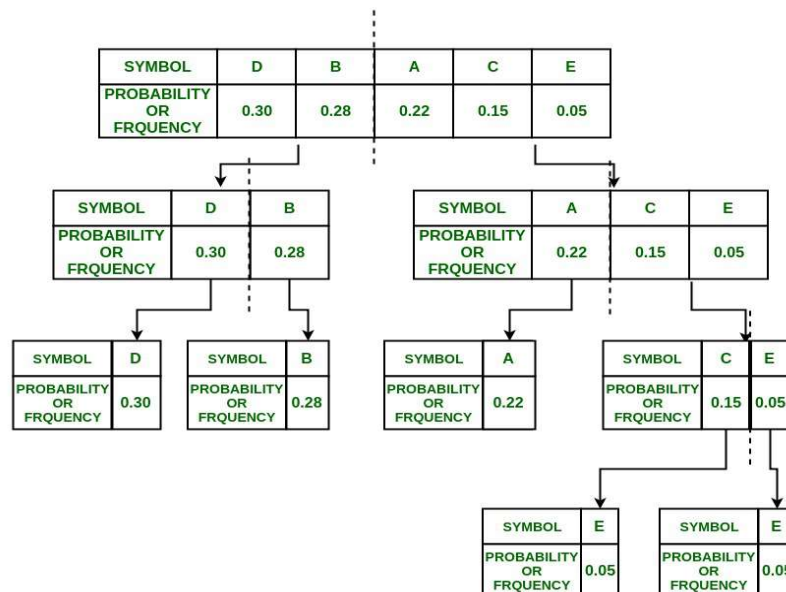 SYMBOL D B A C E
PROBABILITY
OR
FRQUENCY 0.30 0.28 0.22 0.15 0.05
SYMBOL D B
PROBABILITY
OR
FRQUENCY 0.30 0.28
SYMBOL A C E
PROBABILITY
OR
FRQUENCY 0.22 0.15 0.05
SYMBOL D
PROBABILITY
OR
FRQUENCY 0.30
SYMBOL B
PROBABILITY
OR
FRQUENCY 0.28
SYMBOL A
PROBABILITY
OR
FRQUENCY 0.22
SYMBOL C E
PROBABILITY
OR
FRQUENCY 0.15 0.05
SYMBOL E
PROBABILITY
OR
FRQUENCY 0.05
SYMBOL E
PROBABILITY
OR
FRQUENCY 0.05